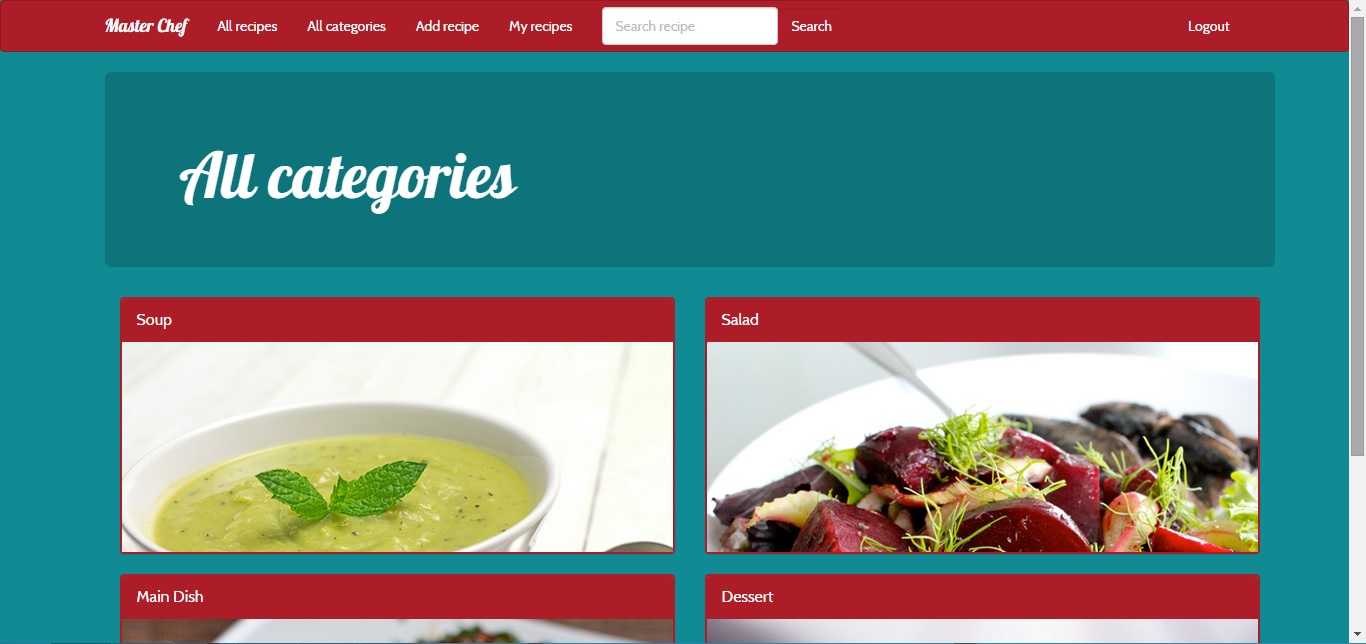 Master Chef All recipes All categories Add recipe My recipes Search recipe Search Logout
All categories
Soup Salad
Main Dish Dessert